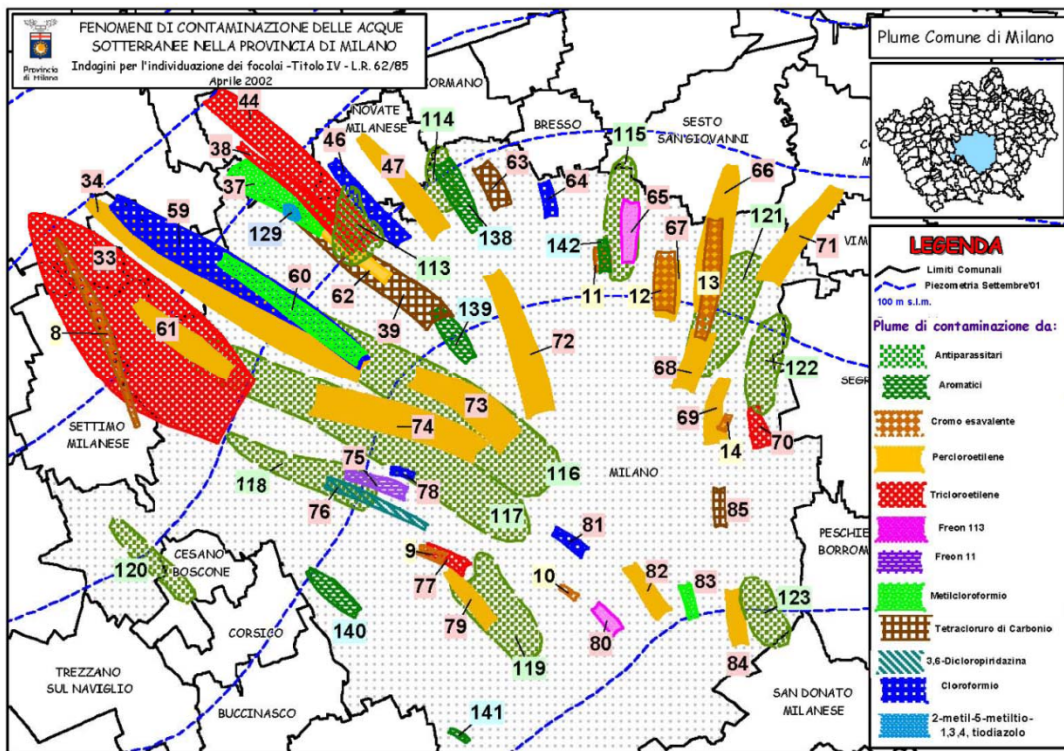 FENOMENI DI CONTAMINAZIONE DELLE ACQUE
SOTTERRANEE NELLA PROVINCIA DI MILANO
Indagini per l'individuazione dei focolai -Titolo IV - L.R. 62/85
Aprile 2002
Provincia
di Milano
Plume Comune di Milano
ORMANO
NOVATE
MILANESE
BRESSO
SESTO
SAN GIOVANNI
VIM
SEGR
SETTIMO
MILANESE
MILANO
PESCHIE
BORROM
CESANO
BOSCONE
CORSICO
TREZZANO
SUL NAVIGLIO
BUCCINASCO
SAN DONATO
MILANESE
44
38
37
46
47
114
63
64
115
65
66
67
121
71
34
59
129
33
8
61
60
62
113
39
138
139
142
11
12
13
72
68
122
69
14
70
73
74
75
76
78
116
117
118
120
9
77
79
119
140
141
10
80
81
82
83
84
85
123
LEGENDA
Limiti Comunali
Piezometria Settembre'01
100 m s.l.m.
Plume di contaminazione da:
Antiparassitari
Aromatici
Cromo esavalente
Percloroetilene
Tricloroetilene
Freon 113
Freon 11
Metilcloroformio
Tetracloruro di Carbonio
3,6-Dicloropiridazina
Cloroformio
2-metil-5-metiltio-
1,3,4, tiodiazolo